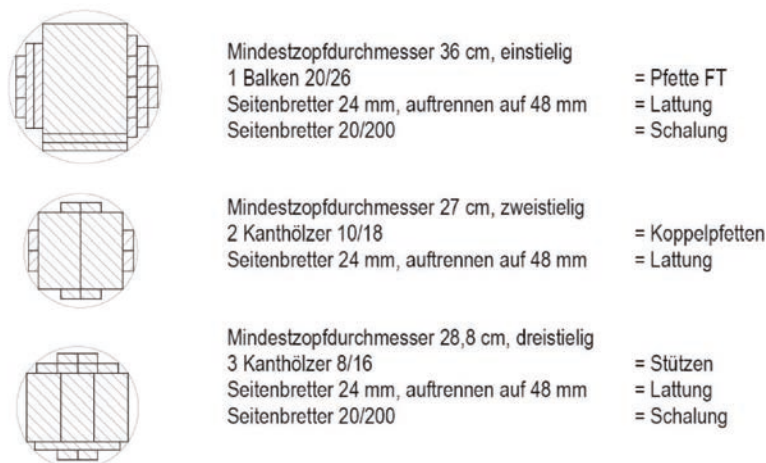 Mindestzopfdurchmesser 36 cm, einstielig
1 Balken 20/26 = Pfette FT
Seitenbretter 24 mm, auftrennen auf 48 mm = Lattung
Seitenbretter 20/200 = Schalung
Mindestzopfdurchmesser 27 cm, zweistielig
2 Kanthölzer 10/18 = Koppelpfetten
Seitenbretter 24 mm, auftrennen auf 48 mm = Lattung
Mindestzopfdurchmesser 28,8 cm, dreistielig
3 Kanthölzer 8/16 = Stützen
Seitenbretter 24 mm, auftrennen auf 48 mm = Lattung
Seitenbretter 20/200 = Schalung